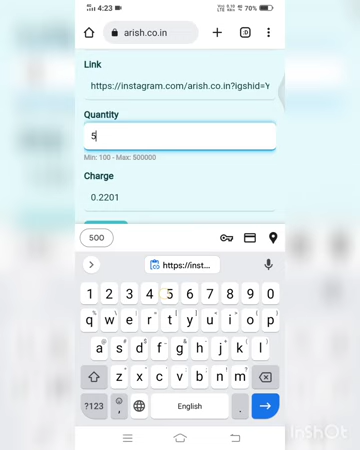 4:23
70%
arish.co.in
:D
Link
https://instagram.com/arish.co.in?igshid=Y
Quantity
5
Min: 100 - Max: 500000
Charge
0.2201
500
https://inst...
1 2 3 4 5 6 7 8 9 0
q w e r t y u i o p
a s d f g h j k l
z x c v b n m
?123 , English .
InShOt